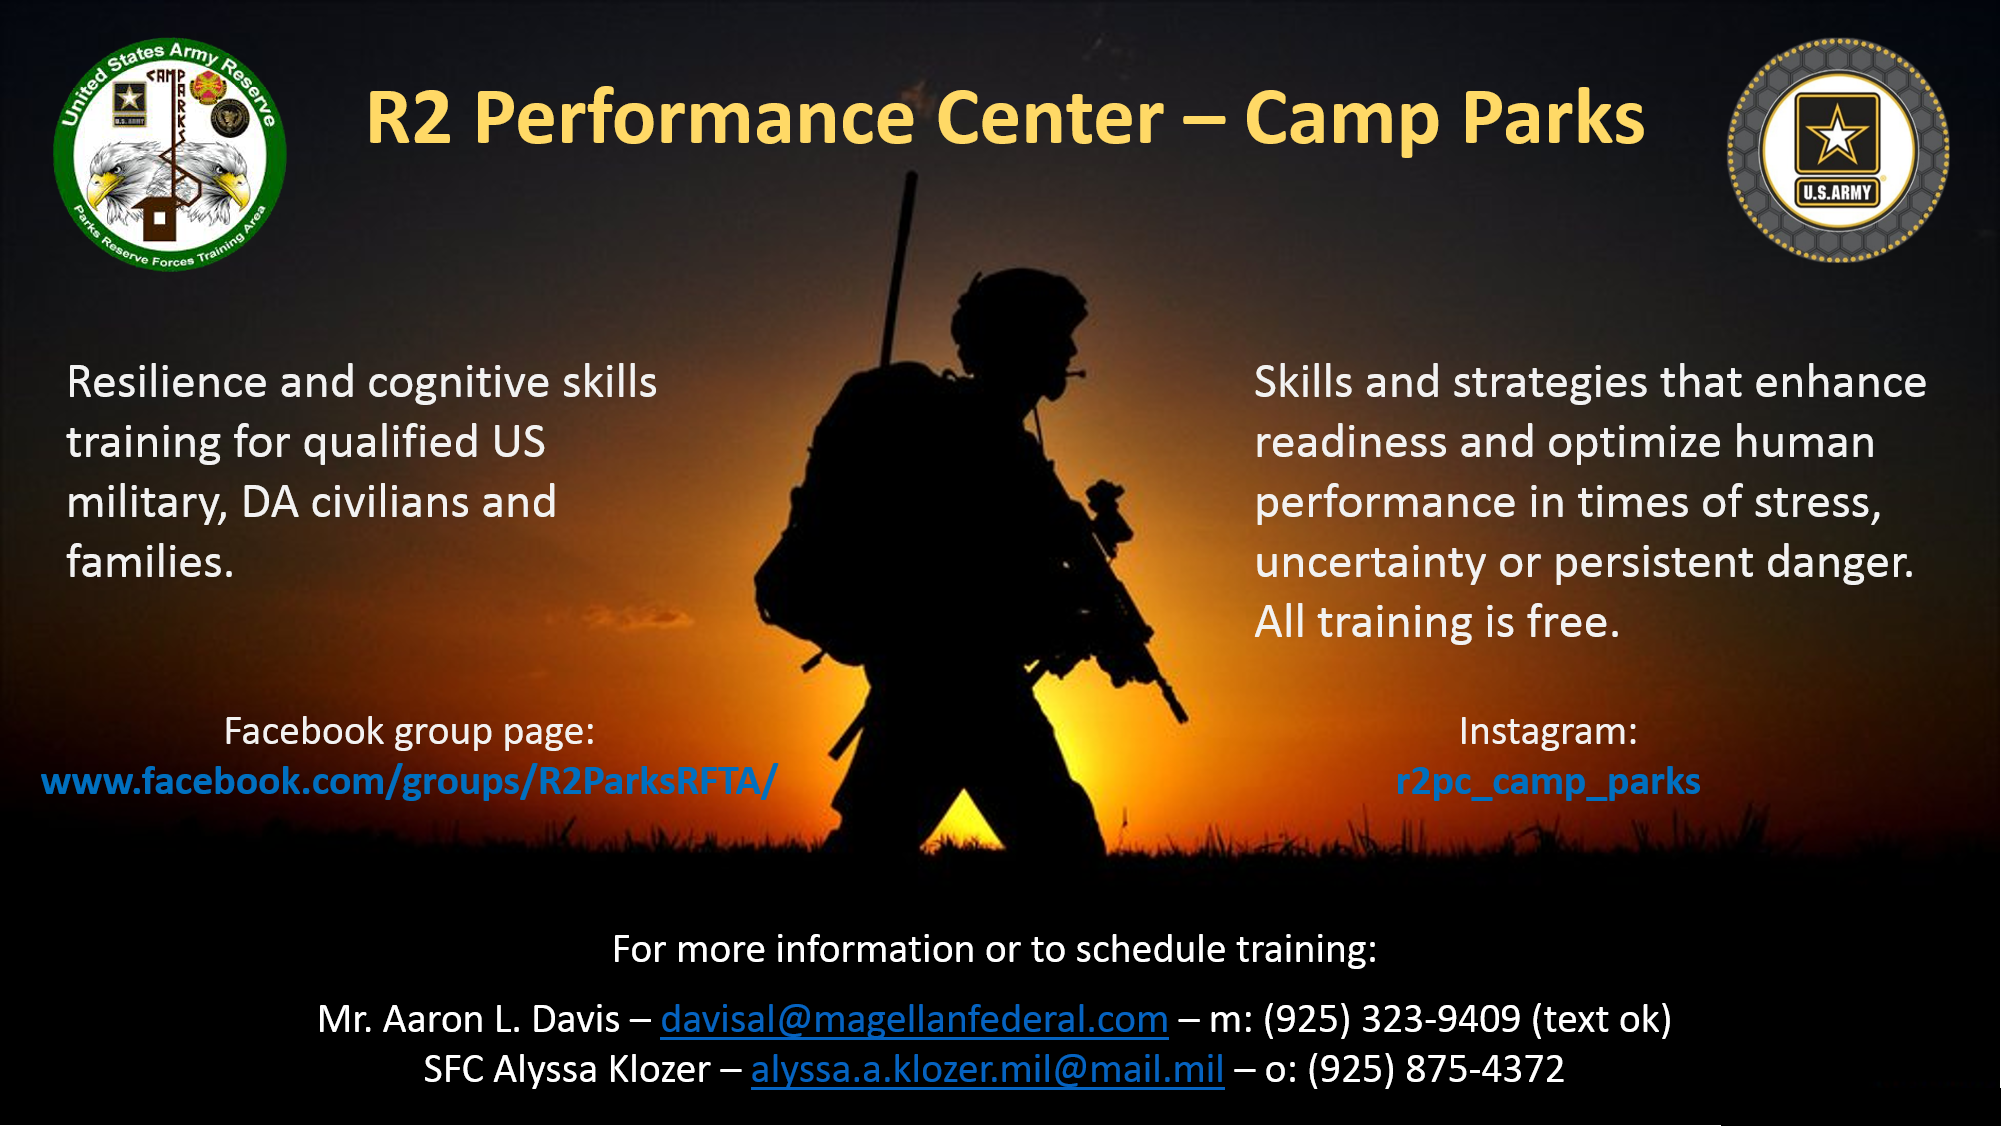 United States Army Reserve
CAMP
PARKS
U.S. ARMY
Parks Reserve Forces Training Area
R2 Performance Center – Camp Parks
U.S.ARMY
Resilience and cognitive skills
training for qualified US
military, DA civilians and
families.
Skills and strategies that enhance
readiness and optimize human
performance in times of stress,
uncertainty or persistent danger.
All training is free.
Facebook group page:
www.facebook.com/groups/R2ParksRFTA/
Instagram:
r2pc_camp_parks
For more information or to schedule training:
Mr. Aaron L. Davis – davisal@magellanfederal.com – m: (925) 323-9409 (text ok)
SFC Alyssa Klozer – alyssa.a.klozer.mil@mail.mil – o: (925) 875-4372